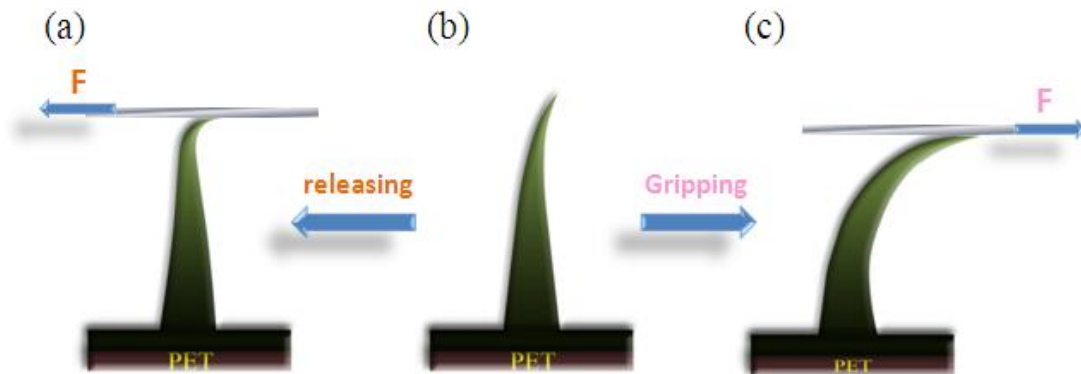 (a)
(b)
(c)
F
F
releasing
Gripping
PET
PET
PET